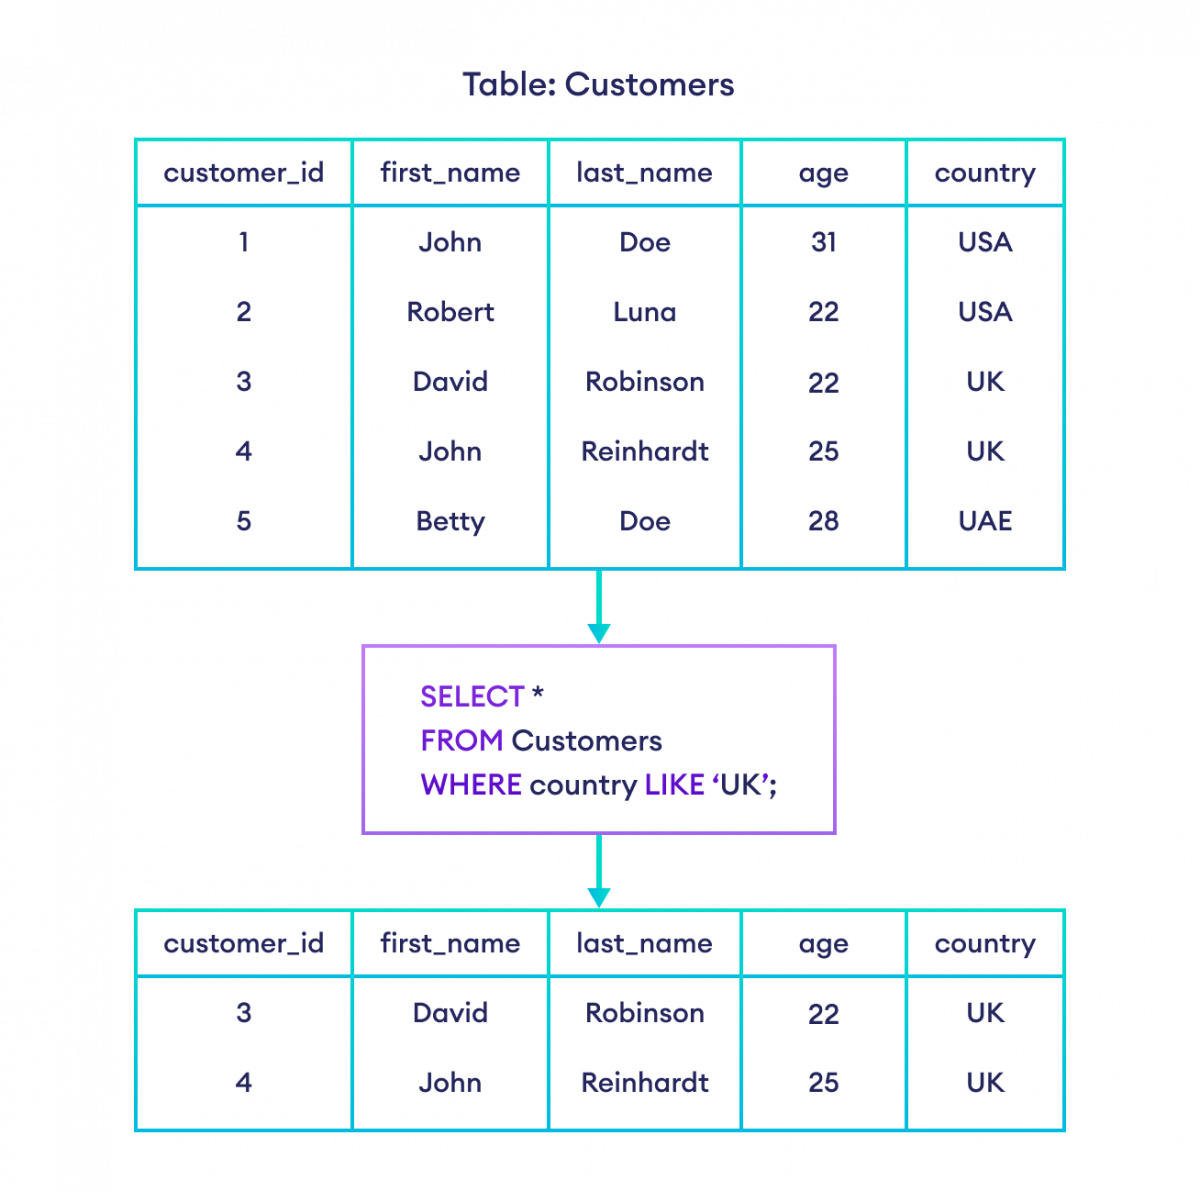 Table: Customers
customer_id first_name last_name age country
1 John Doe 31 USA
2 Robert Luna 22 USA
3 David Robinson 22 UK
4 John Reinhardt 25 UK
5 Betty Doe 28 UAE
SELECT *
FROM Customers
WHERE country LIKE ‘UK’;
customer_id first_name last_name age country
3 David Robinson 22 UK
4 John Reinhardt 25 UK